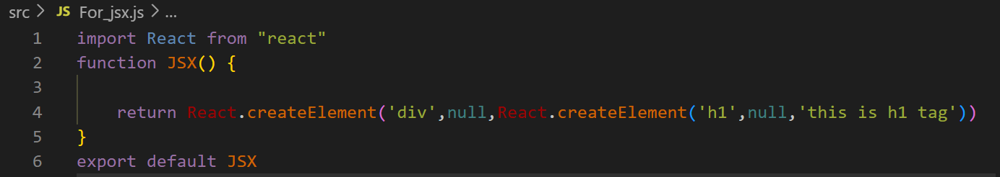 src > JS For_jsx.js > ...
1 import React from "react"
2 function JSX() {
3
4     return React.createElement('div',null,React.createElement('h1',null,'this is h1 tag'))
5 }
6 export default JSX